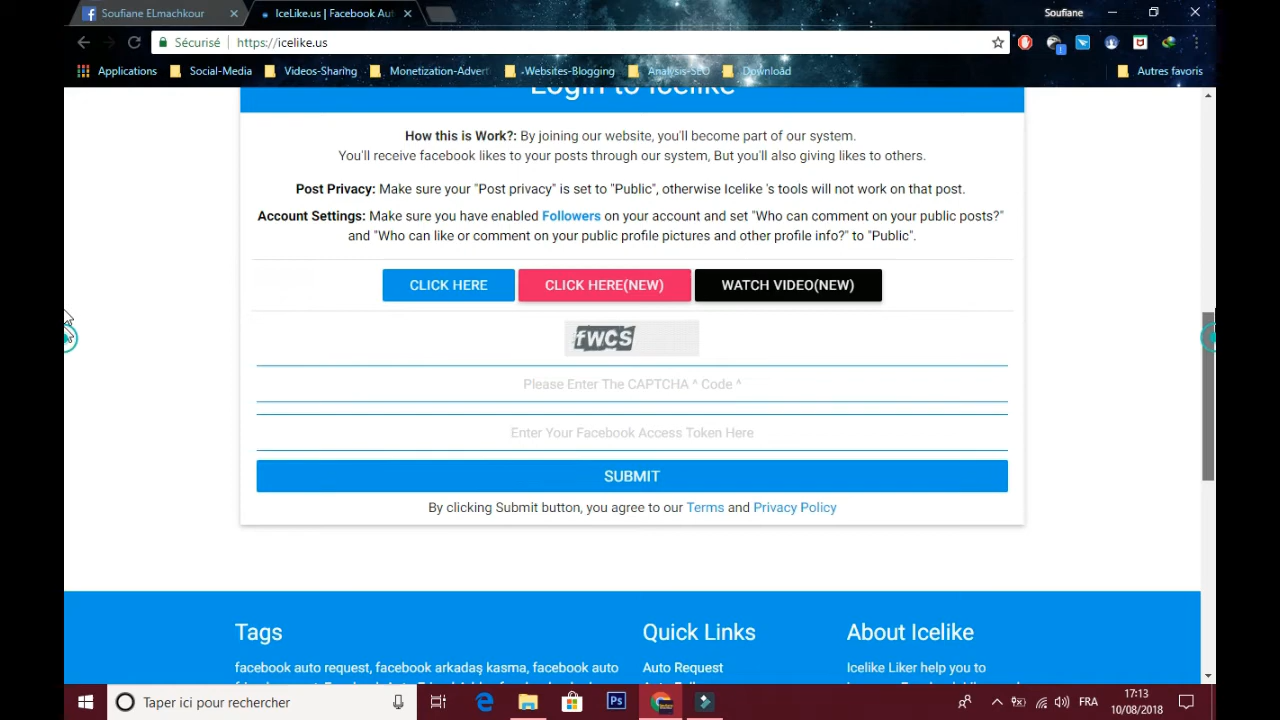 Soufiane ELmachkour
IceLike.us | Facebook Aut
Soufiane
Sécurisé
https://icelike.us
Applications
Social-Media
Videos-Sharing
Monetization-Advert
-Websites-Blogging
Analysis-SEO
Download
Autres favoris
Login to Icelike
How this is Work?: By joining our website, you'll become part of our system.
You'll receive facebook likes to your posts through our system, But you'll also giving likes to others.
Post Privacy: Make sure your "Post privacy" is set to "Public", otherwise Icelike 's tools will not work on that post.
Account Settings: Make sure you have enabled Followers on your account and set "Who can comment on your public posts?"
and "Who can like or comment on your public profile pictures and other profile info?" to "Public".
CLICK HERE
CLICK HERE(NEW)
WATCH VIDEO(NEW)
fWCS
Please Enter The CAPTCHA ^ Code ^
Enter Your Facebook Access Token Here
SUBMIT
By clicking Submit button, you agree to our Terms and Privacy Policy
Tags
Quick Links
About Icelike
facebook auto request, facebook arkadaş kasma, facebook auto
Auto Request
Icelike Liker help you to
Taper ici pour rechercher
Ps
FRA
17:13
10/08/2018